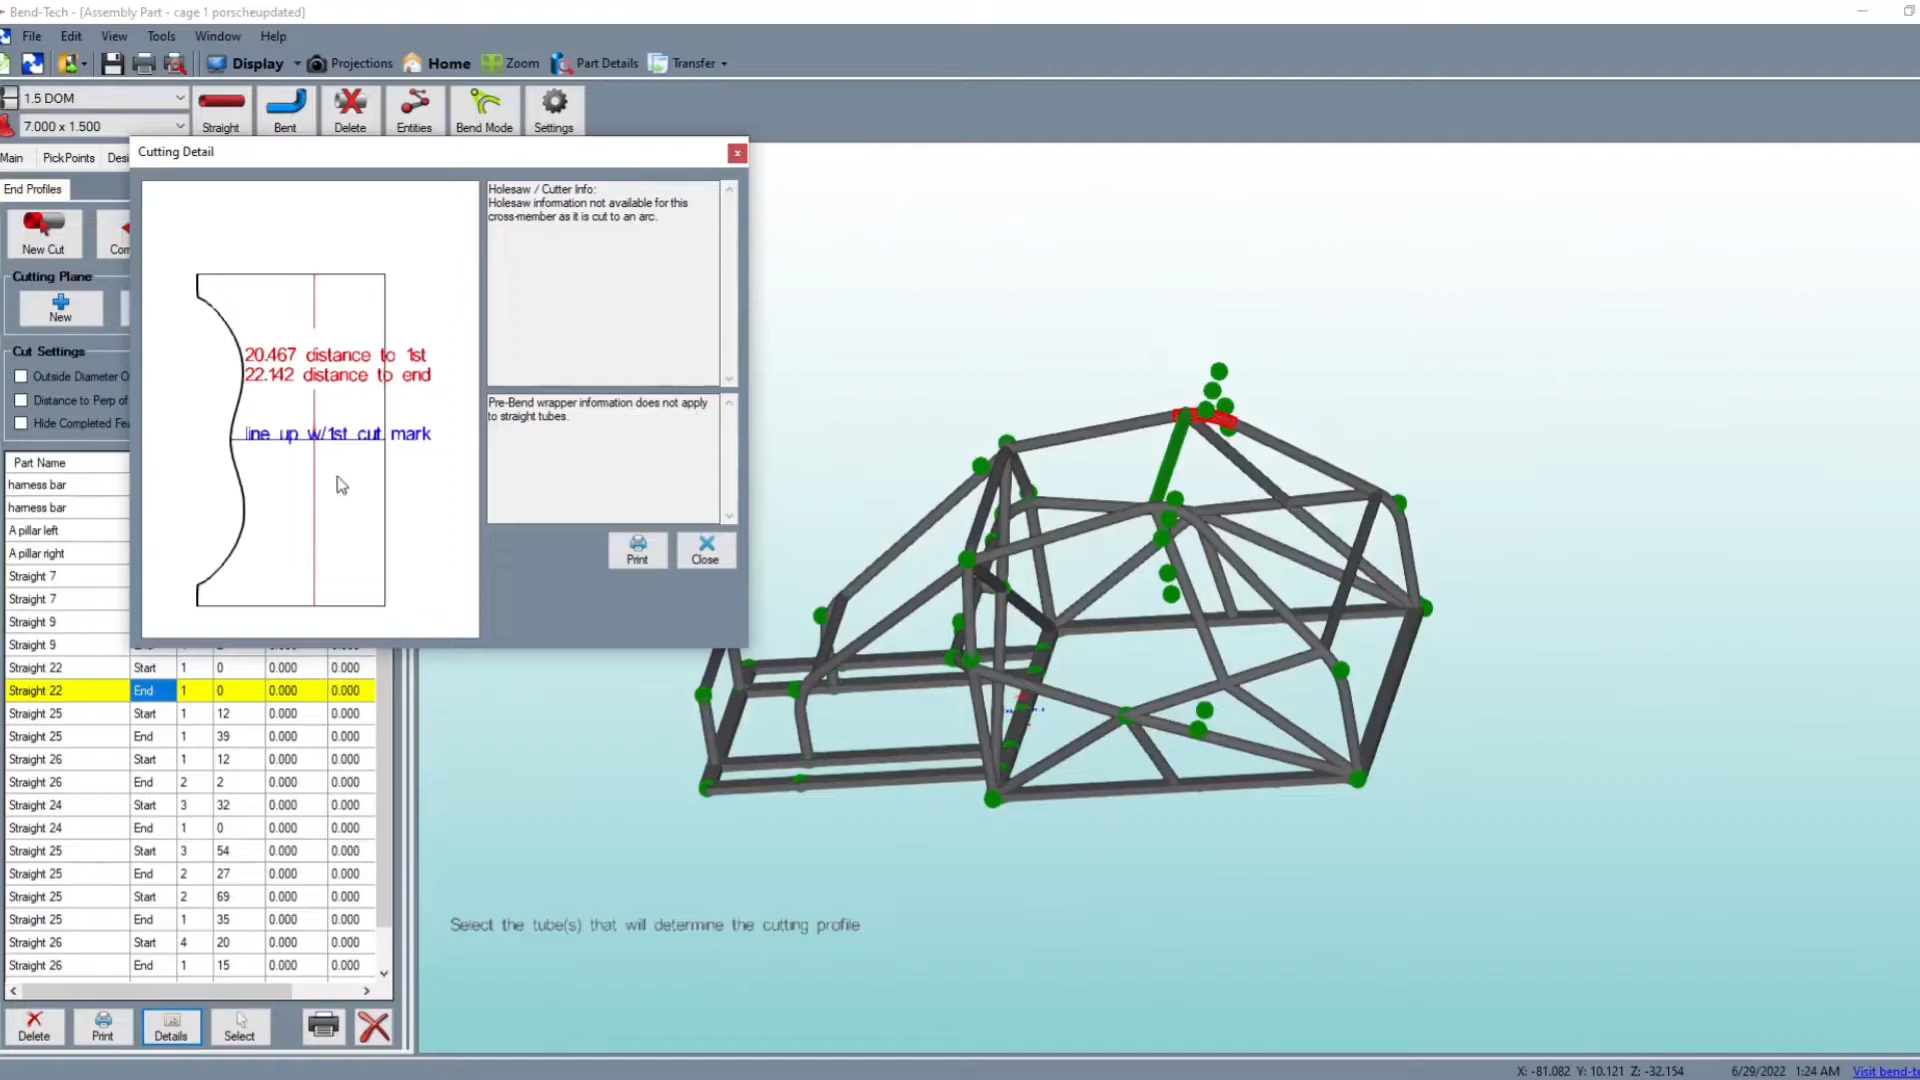 Bend-Tech - [Assembly Part - cage 1 porscheupdated]
File Edit View Tools Window Help
Display Projections Home Zoom Part Details Transfer
1.5 DOM
7.000 x 1.500
Straight Bent Delete Entities Bend Mode Settings
Main PickPoints Desi
End Profiles
New Cut Com
Cutting Plane
New
Cut Settings
Outside Diameter O
Distance to Perp of
Hide Completed Fea
Cutting Detail
20.467 distance to 1st
22.142 distance to end
line up w/1st cut mark
Holesaw / Cutter Info:
Holesaw information not available for this
cross-member as it is cut to an arc.
Pre-Bend wrapper information does not apply
to straight tubes.
Print Close
Part Name
harness bar
harness bar
A pillar left
A pillar right
Straight 7
Straight 7
Straight 9
Straight 9
Straight 22 Start 1 0 0.000 0.000
Straight 22 End 1 0 0.000 0.000
Straight 25 Start 1 12 0.000 0.000
Straight 25 End 1 39 0.000 0.000
Straight 26 Start 1 12 0.000 0.000
Straight 26 End 2 2 0.000 0.000
Straight 24 Start 3 32 0.000 0.000
Straight 24 End 1 0 0.000 0.000
Straight 25 Start 3 54 0.000 0.000
Straight 25 End 2 27 0.000 0.000
Straight 25 Start 2 69 0.000 0.000
Straight 25 End 1 35 0.000 0.000
Straight 26 Start 4 20 0.000 0.000
Straight 26 End 1 15 0.000 0.000
Delete Print Details Select
Select the tube(s) that will determine the cutting profile
X: -81.082 Y: 10.121 Z: -32.154 6/29/2022 1:24 AM Visit bend-te